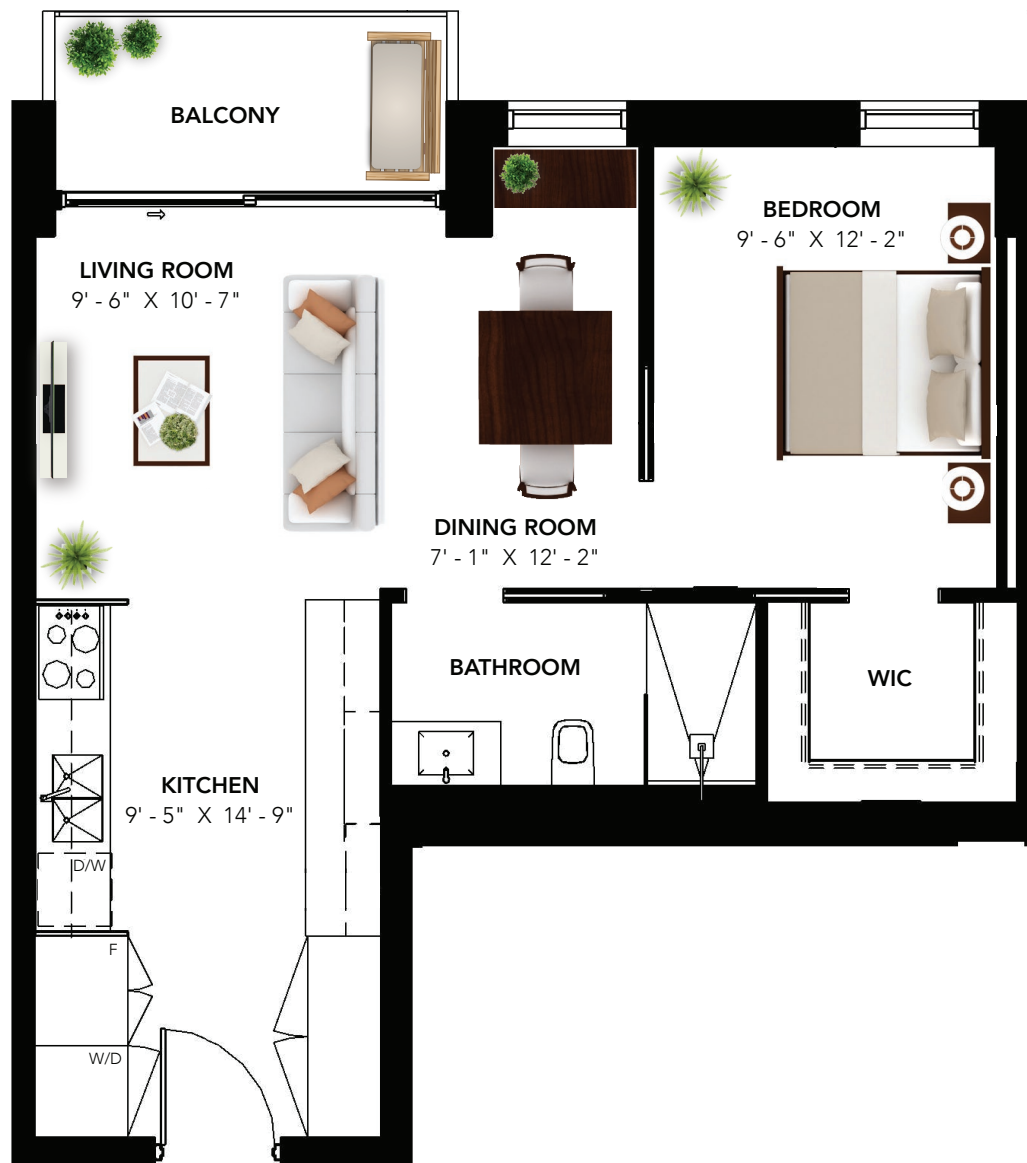 BALCONY
BEDROOM
9' - 6" X 12' - 2"
LIVING ROOM
9' - 6" X 10' - 7"
DINING ROOM
7' - 1" X 12' - 2"
BATHROOM
WIC
KITCHEN
9' - 5" X 14' - 9"
D/W
F
W/D